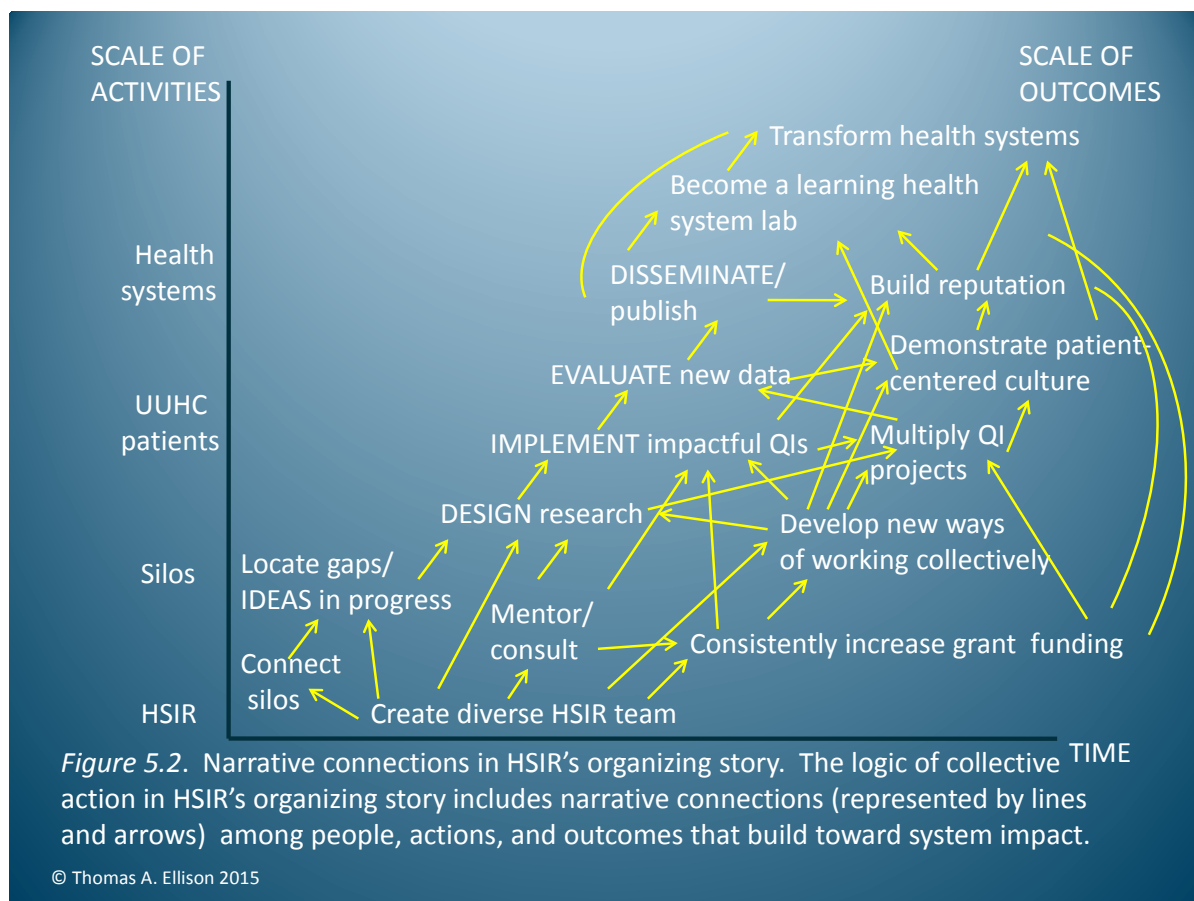 SCALE OF
ACTIVITIES
SCALE OF
OUTCOMES
Transform health systems
Become a learning health
system lab
Health
systems
DISSEMINATE/
publish
Build reputation
Demonstrate patient-
centered culture
EVALUATE new data
UUHC
patients
IMPLEMENT impactful QIs
Multiply QI
projects
DESIGN research
Develop new ways
of working collectively
Silos
Locate gaps/
IDEAS in progress
Mentor/
consult
Consistently increase grant funding
Connect
silos
HSIR
Create diverse HSIR team
TIME
Figure 5.2. Narrative connections in HSIR's organizing story. The logic of collective
action in HSIR's organizing story includes narrative connections (represented by lines
and arrows) among people, actions, and outcomes that build toward system impact.
© Thomas A. Ellison 2015